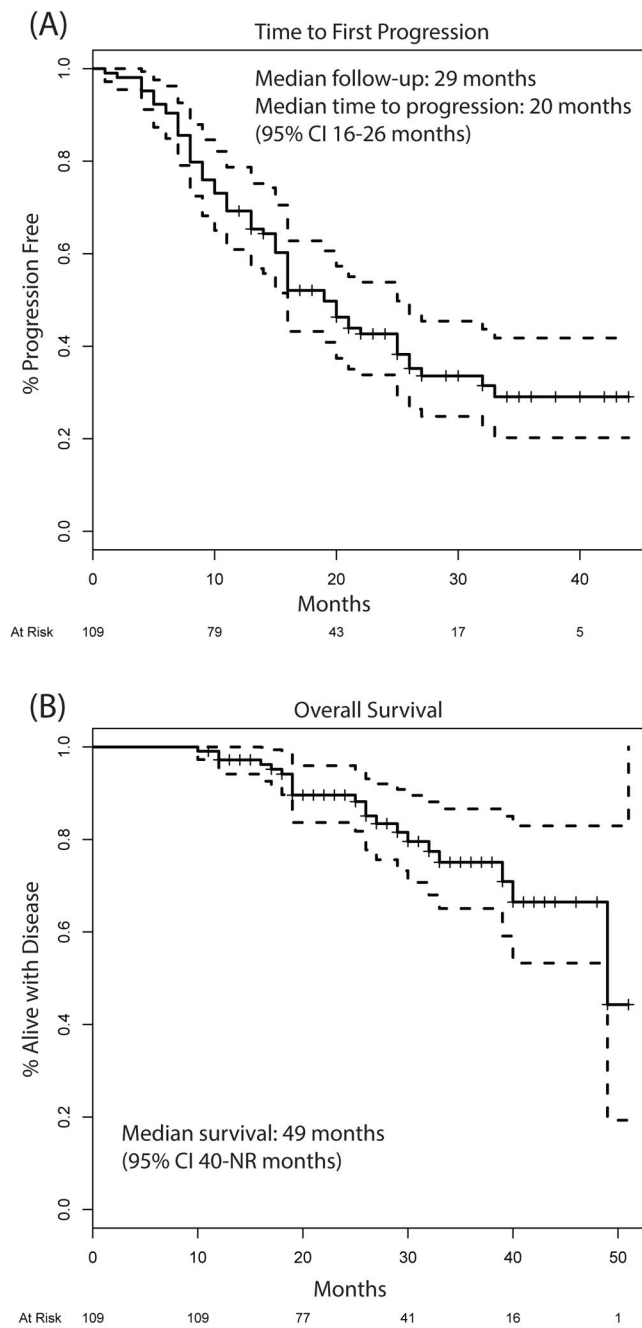 (A)
Time to First Progression
Median follow-up: 29 months
Median time to progression: 20 months
(95% CI 16-26 months)
% Progression Free
1.0
0.8
0.6
0.4
0.2
0.0
0 10 20 30 40
Months
At Risk 109 79 43 17 5
(B)
Overall Survival
% Alive with Disease
1.0
0.8
0.6
0.4
0.2
0.0
Median survival: 49 months
(95% CI 40-NR months)
0 10 20 30 40 50
Months
At Risk 109 109 77 41 16 1